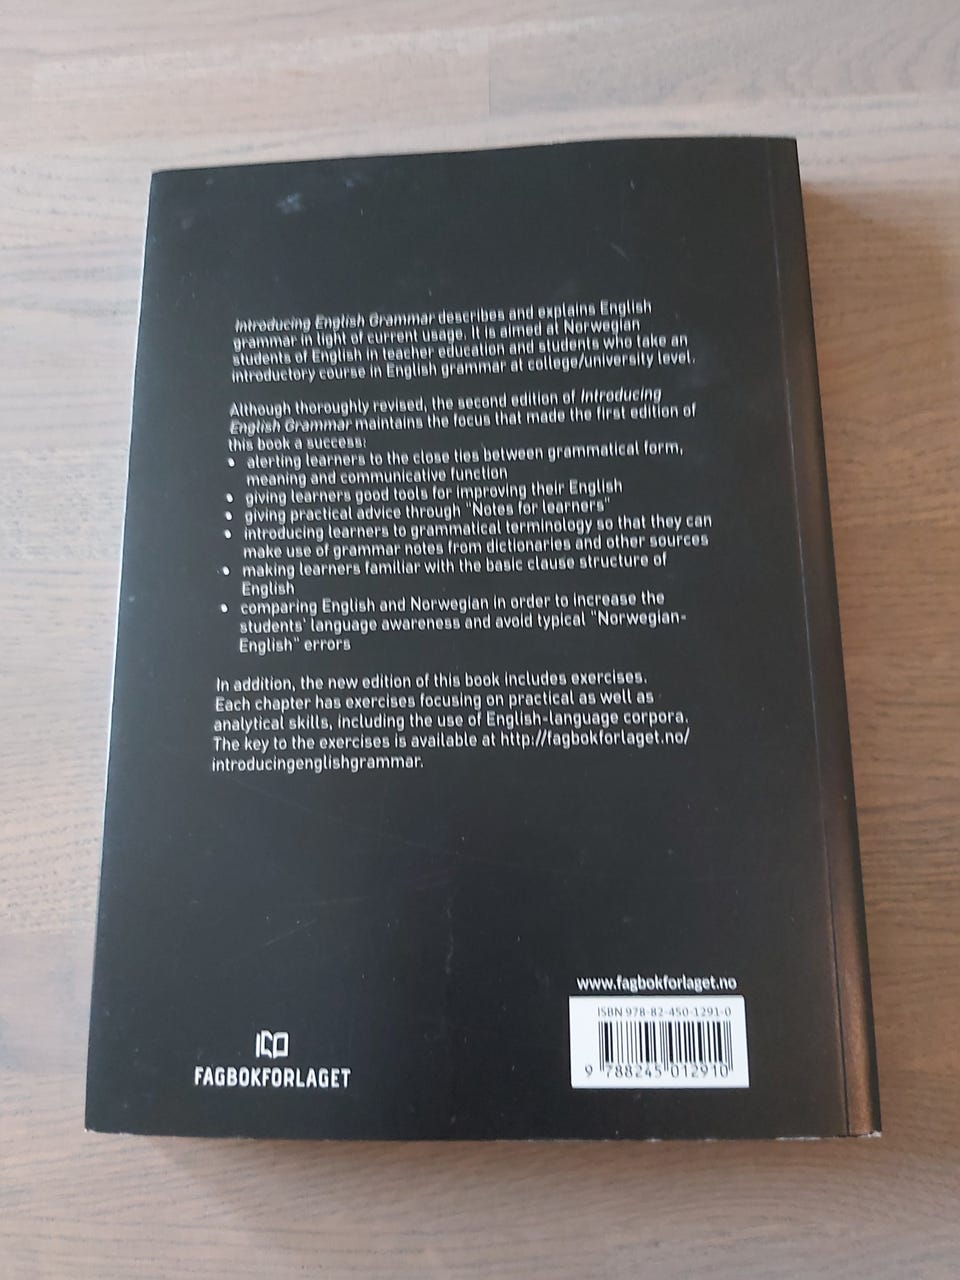 Introducing English Grammar describes and explains English
grammar in light of current usage. It is aimed at Norwegian
students of English in teacher education and students who take an
introductory course in English grammar at college/university level.
Although thoroughly revised, the second edition of Introducing
English Grammar maintains the focus that made the first edition of
this book a success:
• alerting learners to the close ties between grammatical form,
meaning and communicative function
• giving learners good tools for improving their English
• giving practical advice through "Notes for learners"
• introducing learners to grammatical terminology so that they can
make use of grammar notes from dictionaries and other sources
• making learners familiar with the basic clause structure of
English
• comparing English and Norwegian in order to increase the
students' language awareness and avoid typical "Norwegian-
English" errors
In addition, the new edition of this book includes exercises.
Each chapter has exercises focusing on practical as well as
analytical skills, including the use of English-language corpora.
The key to the exercises is available at http://fagbokforlaget.no/
introducingenglishgrammar.
www.fagbokforlaget.no
ISBN 978-82-450-1291-0
9 788245 012910
FAGBOKFORLAGET